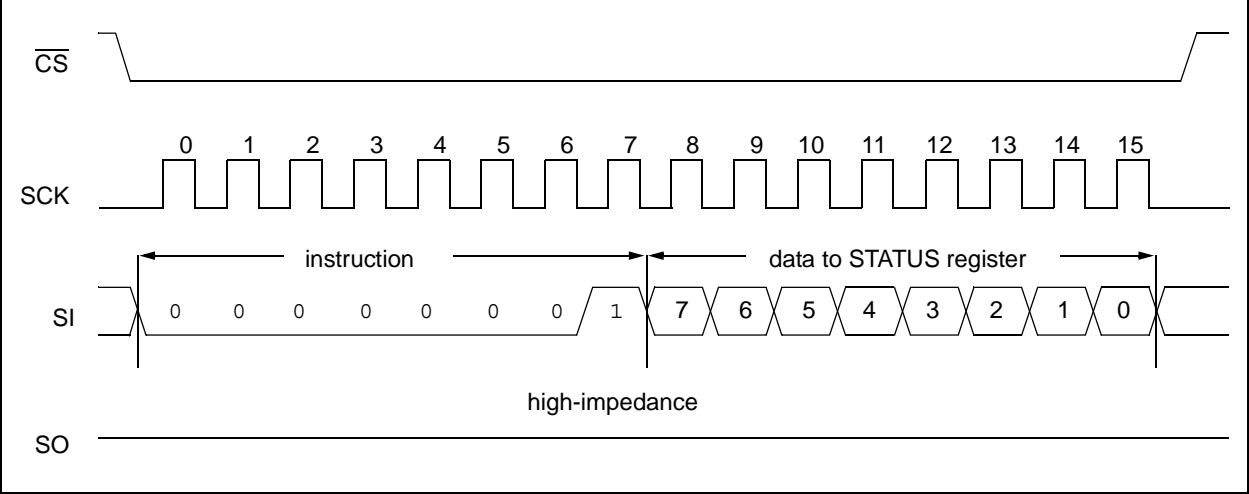 CS
0 1 2 3 4 5 6 7 8 9 10 11 12 13 14 15
SCK
instruction data to STATUS register
SI 0 0 0 0 0 0 0 1 7 6 5 4 3 2 1 0
high-impedance
SO